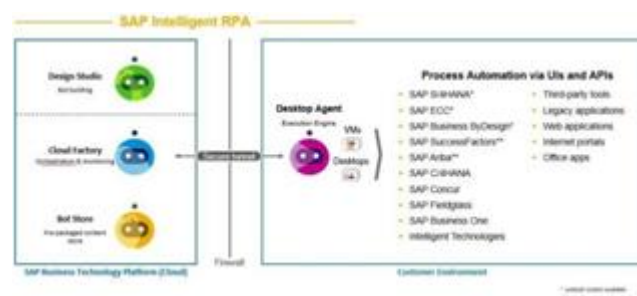 SAP Intelligent RPA
Design Studio
Bot building
Cloud Factory
Orchestration & monitoring
Bot Store
Pre-packaged content
store
SAP Business Technology Platform (Cloud)
Firewall
Desktop Agent
Execution Engine
VMs
Desktops
Process Automation via UIs and APIs
SAP S/4HANA*
SAP ECC*
SAP Business ByDesign*
SAP SuccessFactors**
SAP Ariba**
SAP C/4HANA
SAP Concur
SAP Fieldglass
SAP Business One
Intelligent Technologies
Third-party tools
Legacy applications
Web applications
Internet portals
Office apps
Customer Environment